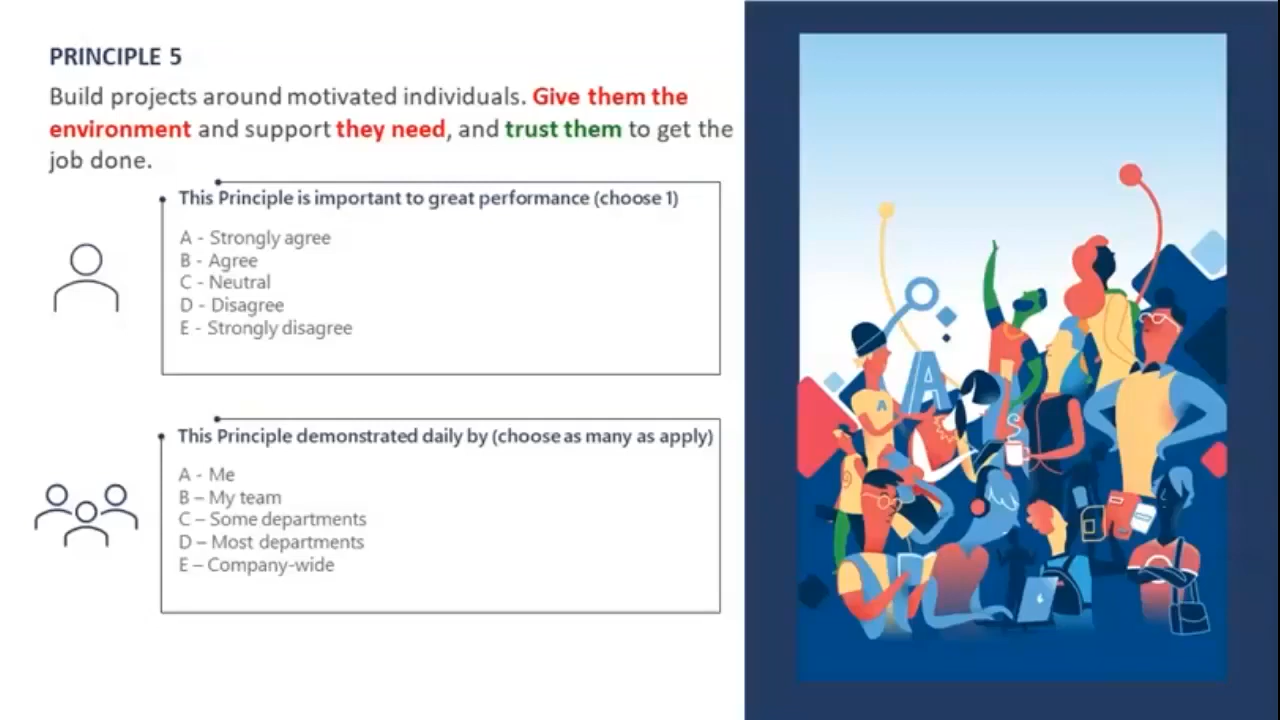 PRINCIPLE 5
Build projects around motivated individuals. Give them the
environment and support they need, and trust them to get the
job done.
This Principle is important to great performance (choose 1)
A - Strongly agree
B - Agree
C - Neutral
D - Disagree
E - Strongly disagree
This Principle demonstrated daily by (choose as many as apply)
A - Me
B – My team
C – Some departments
D – Most departments
E – Company-wide
A
A